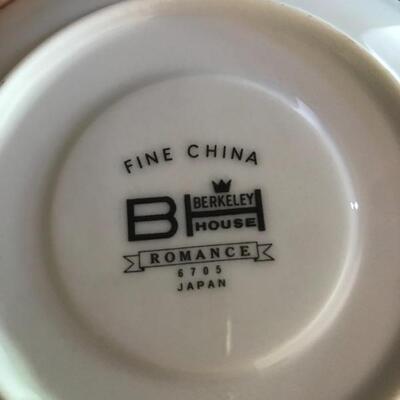 FINE CHINA
BH BERKELEY
HOUSE
ROMANCE
6705
JAPAN